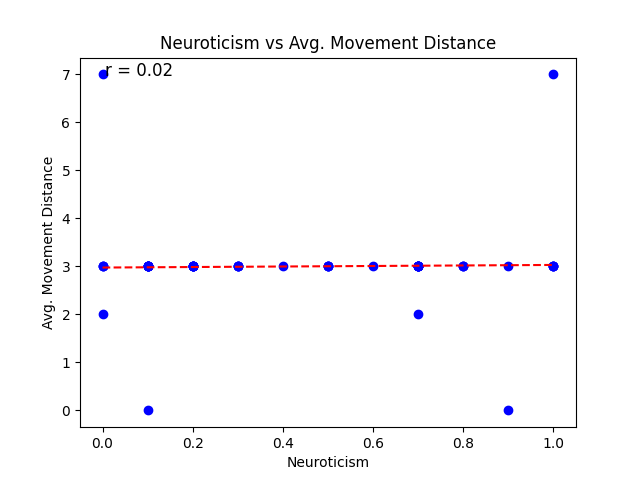 Neuroticism vs Avg. Movement Distance
r = 0.02
Avg. Movement Distance
7
6
5
4
3
2
1
0
0.0 0.2 0.4 0.6 0.8 1.0
Neuroticism